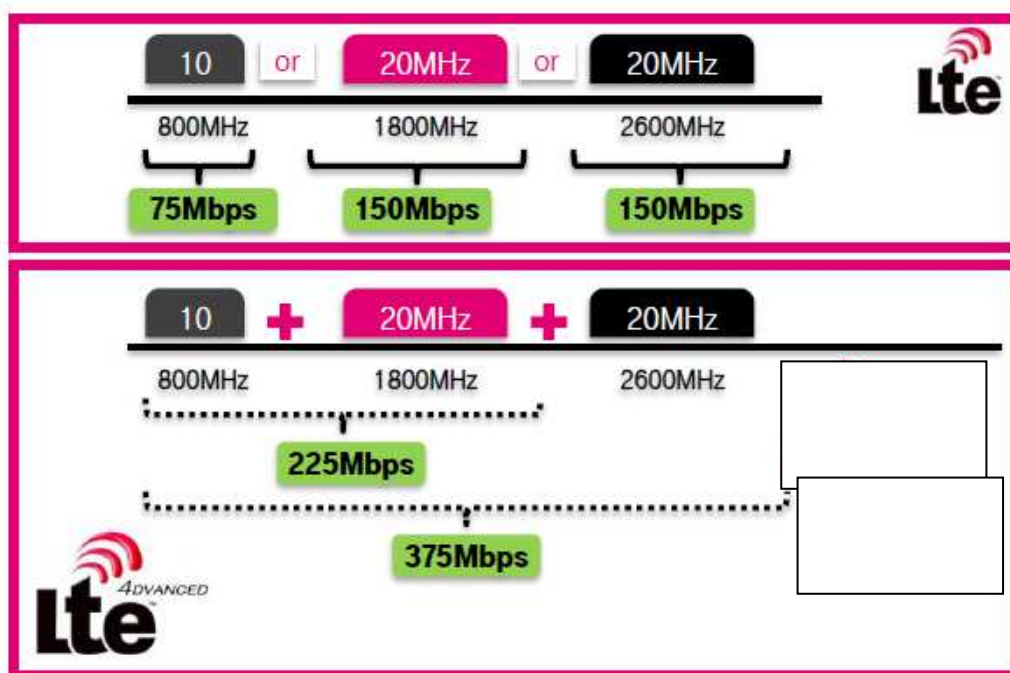 10 or 20MHz or 20MHz
800MHz 1800MHz 2600MHz
75Mbps 150Mbps 150Mbps
Lte
10 + 20MHz + 20MHz
800MHz 1800MHz 2600MHz
225Mbps
375Mbps
4DVANCED
Lte™